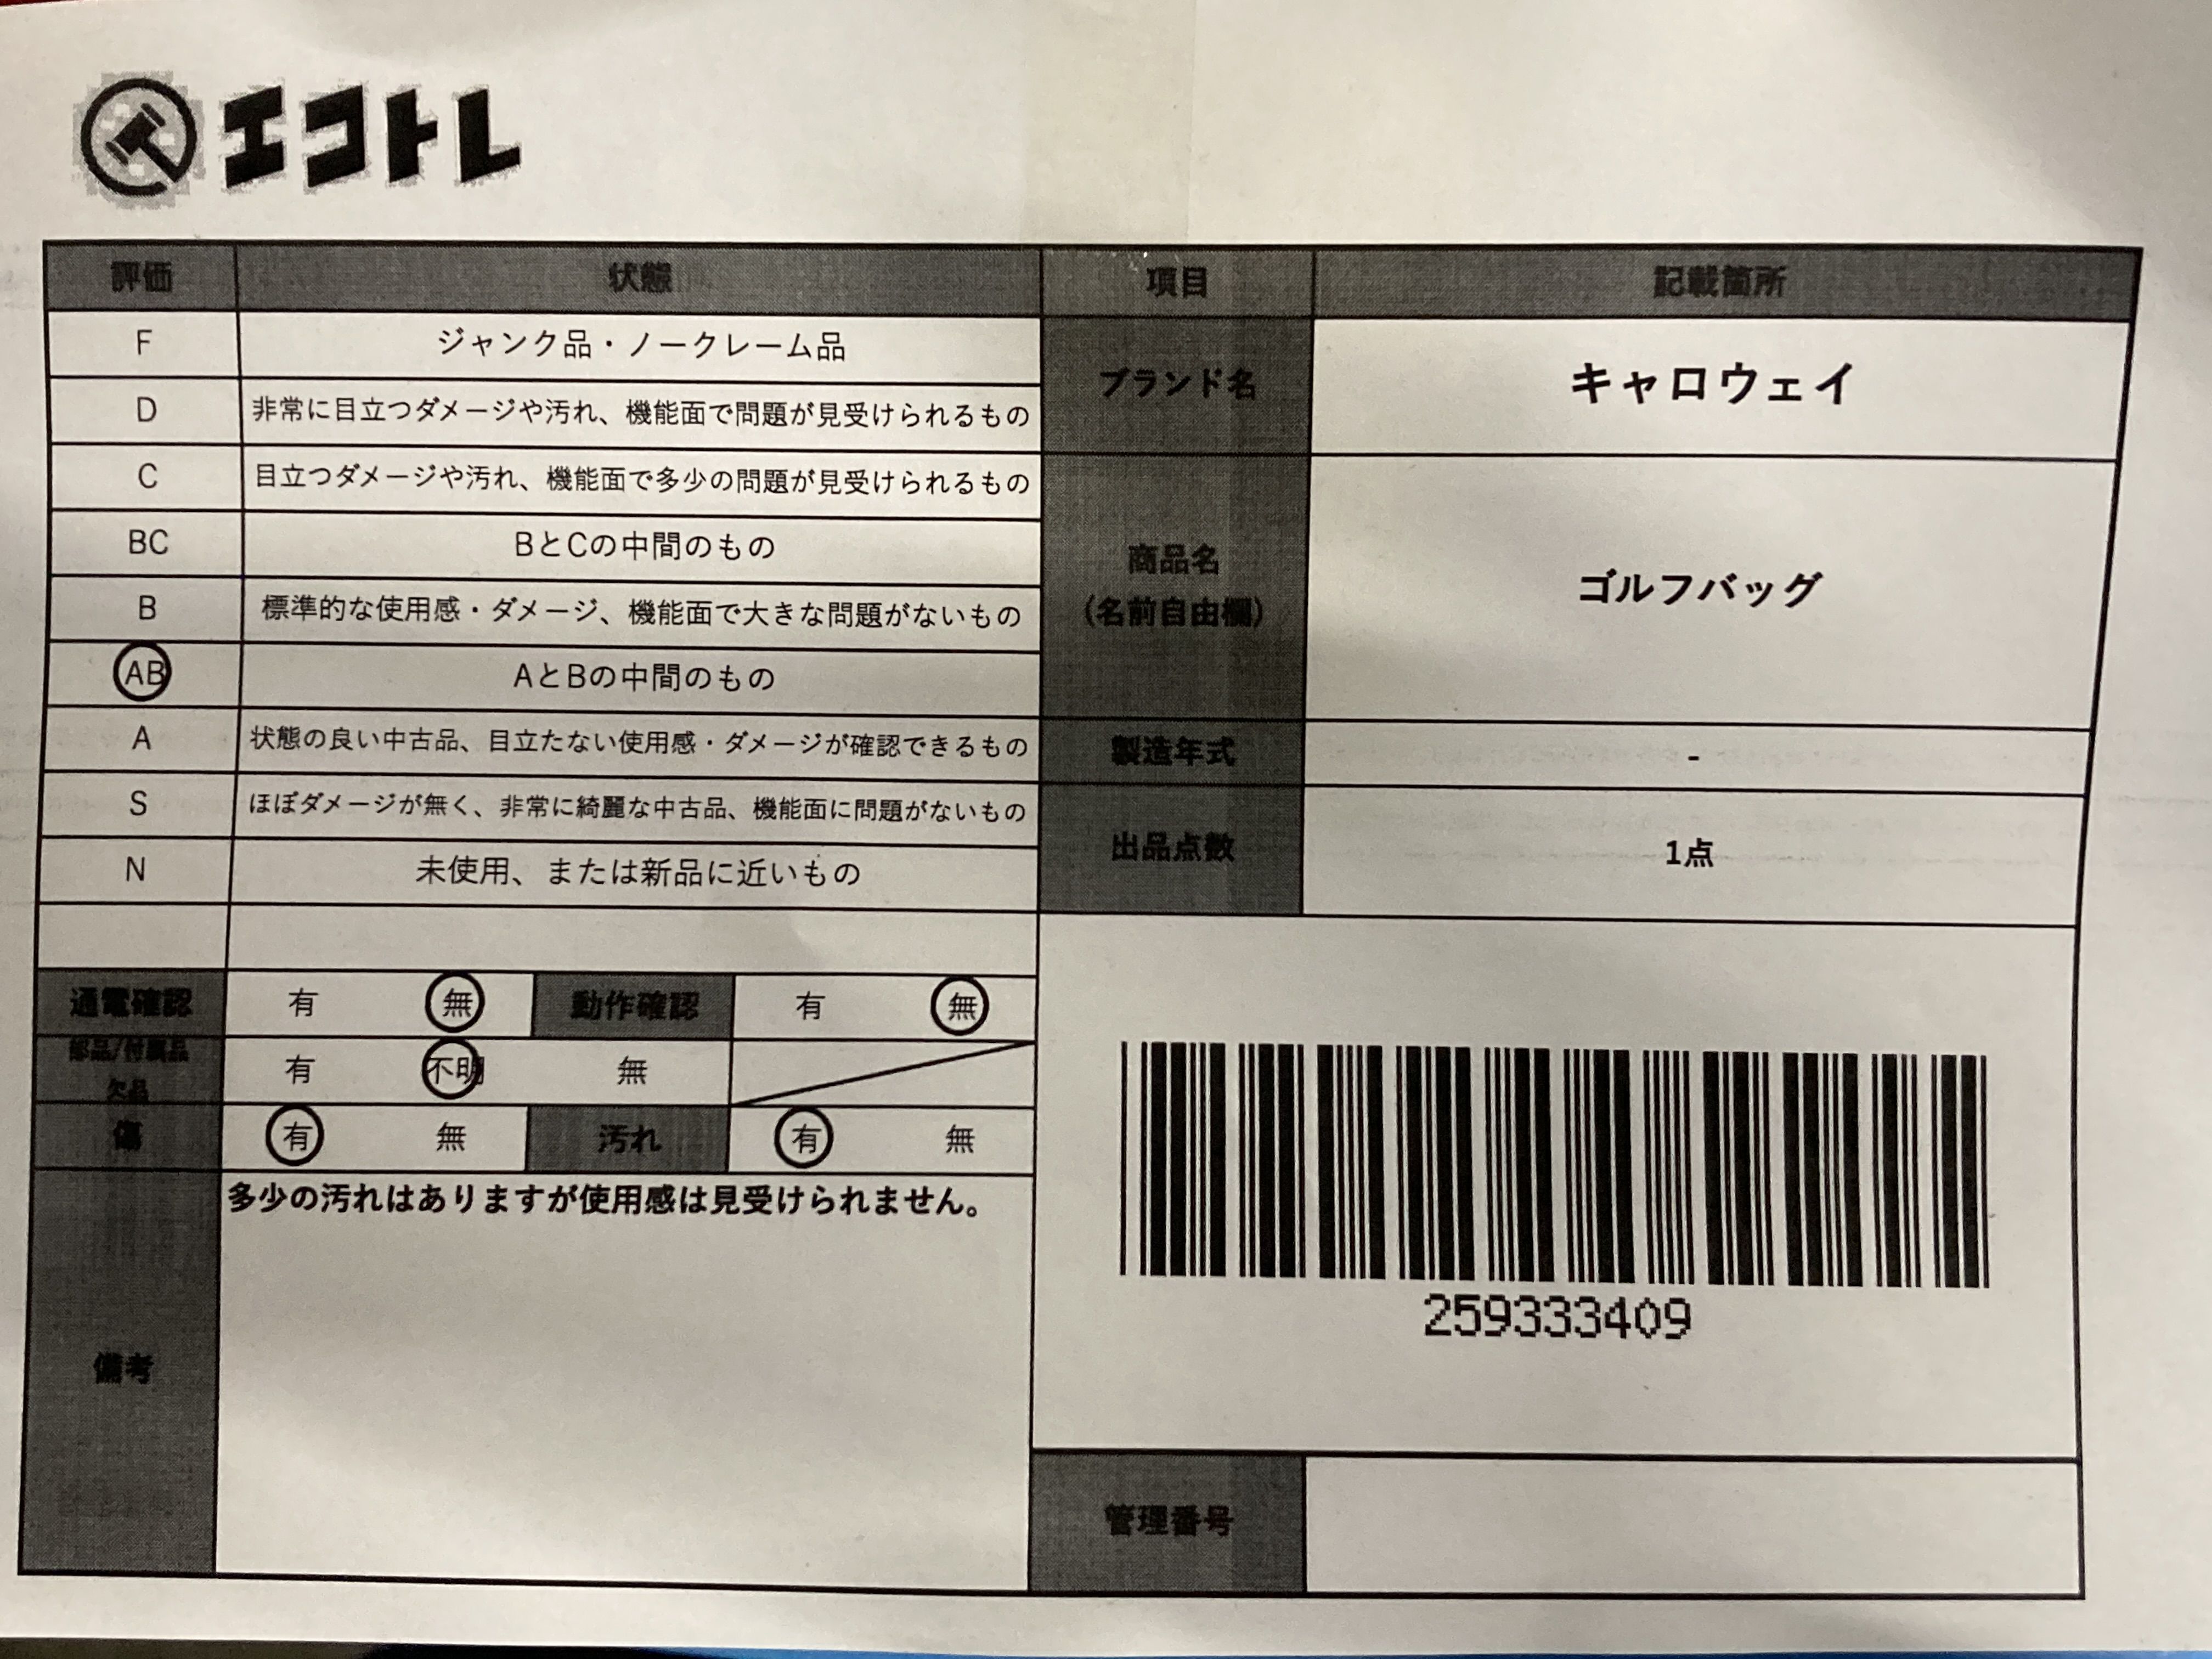 エコトレ
評価 状態 項目 記載箇所
F ジャンク品・ノークレーム品
D 非常に目立つダメージや汚れ、機能面で問題が見受けられるもの
C 目立つダメージや汚れ、機能面で多少の問題が見受けられるもの
BC BとCの中間のもの
B 標準的な使用感・ダメージ、機能面で大きな問題がないもの
AB AとBの中間のもの
A 状態の良い中古品、目立たない使用感・ダメージが確認できるもの
S ほぼダメージが無く、非常に綺麗な中古品、機能面に問題がないもの
N 未使用、または新品に近いもの
通電確認 有 無 動作確認 有 無
部品/付属品
欠品
有 不明 無
傷 有 無 汚れ 有 無
備考
多少の汚れはありますが使用感は見受けられません。
ブランド名 キャロウェイ
商品名
(名前自由欄)
ゴルフバッグ
製造年式 -
出品点数 1点
259333409
管理番号